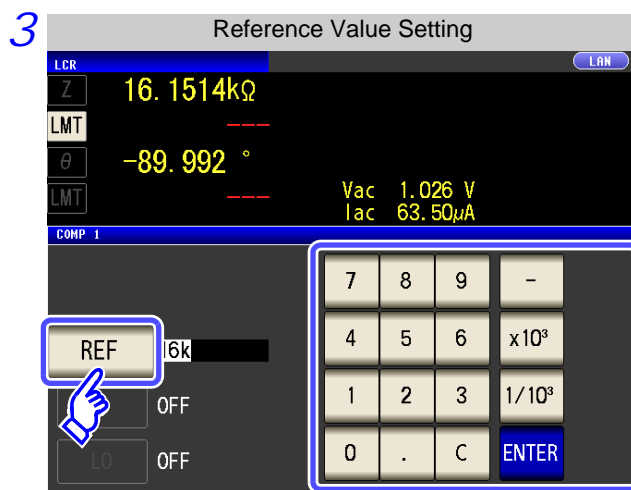 3
Reference Value Setting
LCR
LAN
Z 16.1514kΩ
LMT ---
θ -89.992 °
LMT ---
Vac 1.026 V
Iac 63.50µA
COMP 1
7 8 9 -
REF 16k
4 5 6 x10³
OFF
1 2 3 1/10³
LO OFF
0 . C ENTER